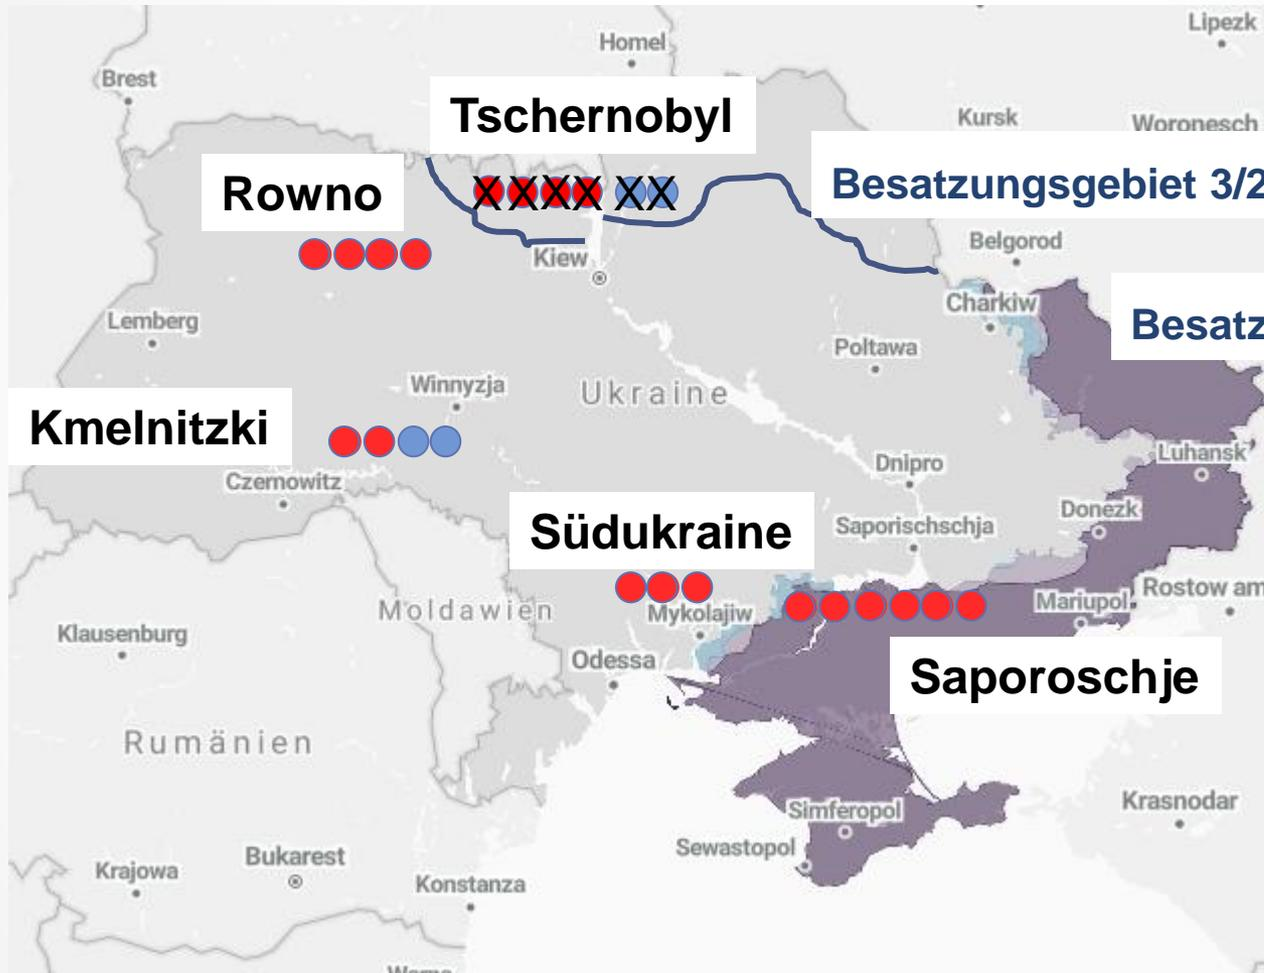 Lipezk
Homel
Brest
Tschernobyl
Kursk
Woronesch
Besatzungsgebiet 3/2
Rowno
X X X X X X
Belgorod
Kiew
Charkiw
Besatz
Lemberg
Poltawa
Winnyzja
Ukraine
Kmelnitzki
Luhansk
Dnipro
Czernowitz
Donezk
Südukraine
Saporischschja
Rostow am
Mariupol
Moldawien
Mykolajiw
Klausenburg
Odessa
Saporoschje
Rumänien
Krasnodar
Simferopol
Sewastopol
Bukarest
Krajowa
Konstanza